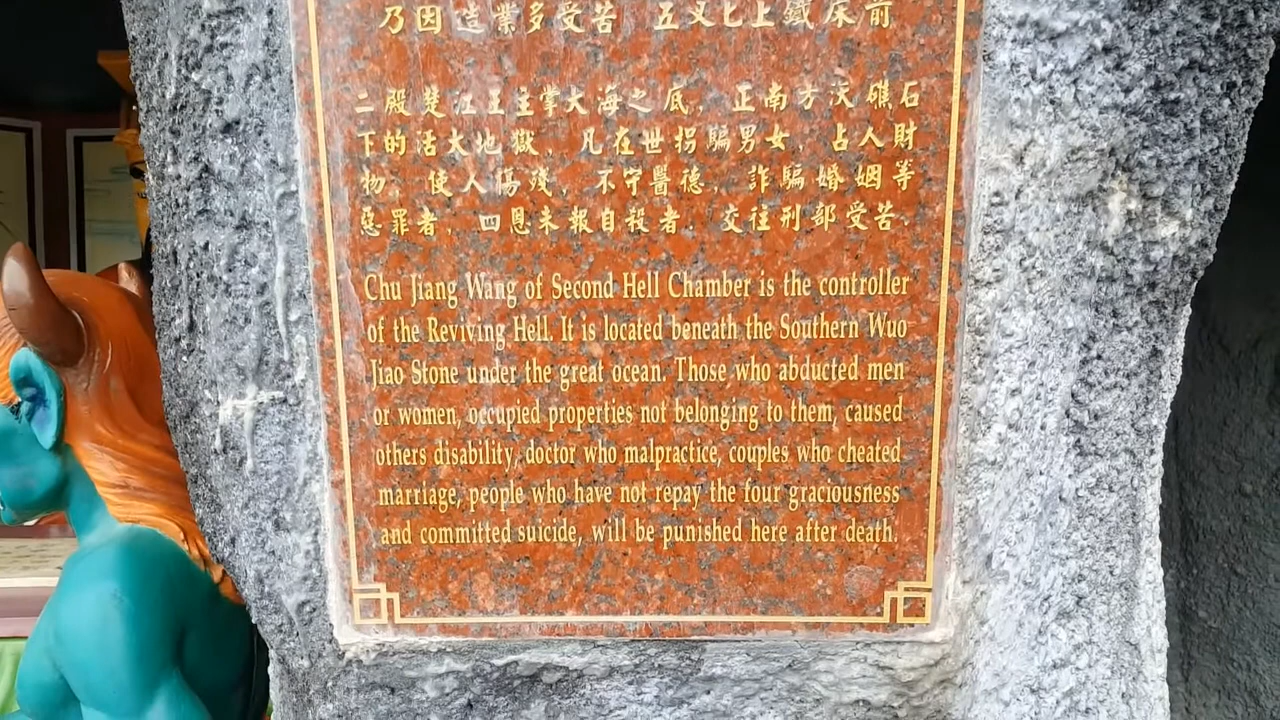 乃因造業多受苦 五叉七上鐵床前
二殿楚江王主掌大海之底，正南方沃礁石
下的活大地獄，凡在世拐騙男女，占人財
物，使人傷殘，不守醫德，詐騙婚姻等
惡罪者，四恩未報自殺者，交往刑部受苦。
Chu Jiang Wang of Second Hell Chamber is the controller
of the Reviving Hell. It is located beneath the Southern Wuo
Jiao Stone under the great ocean. Those who abducted men
or women, occupied properties not belonging to them, caused
others disability, doctor who malpractice, couples who cheated
marriage, people who have not repay the four graciousness
and committed suicide, will be punished here after death.